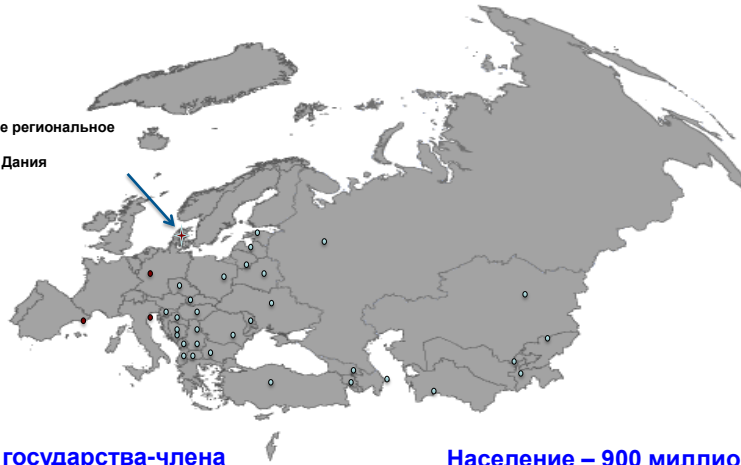 е региональное
Дания
государства-члена
Население – 900 миллио